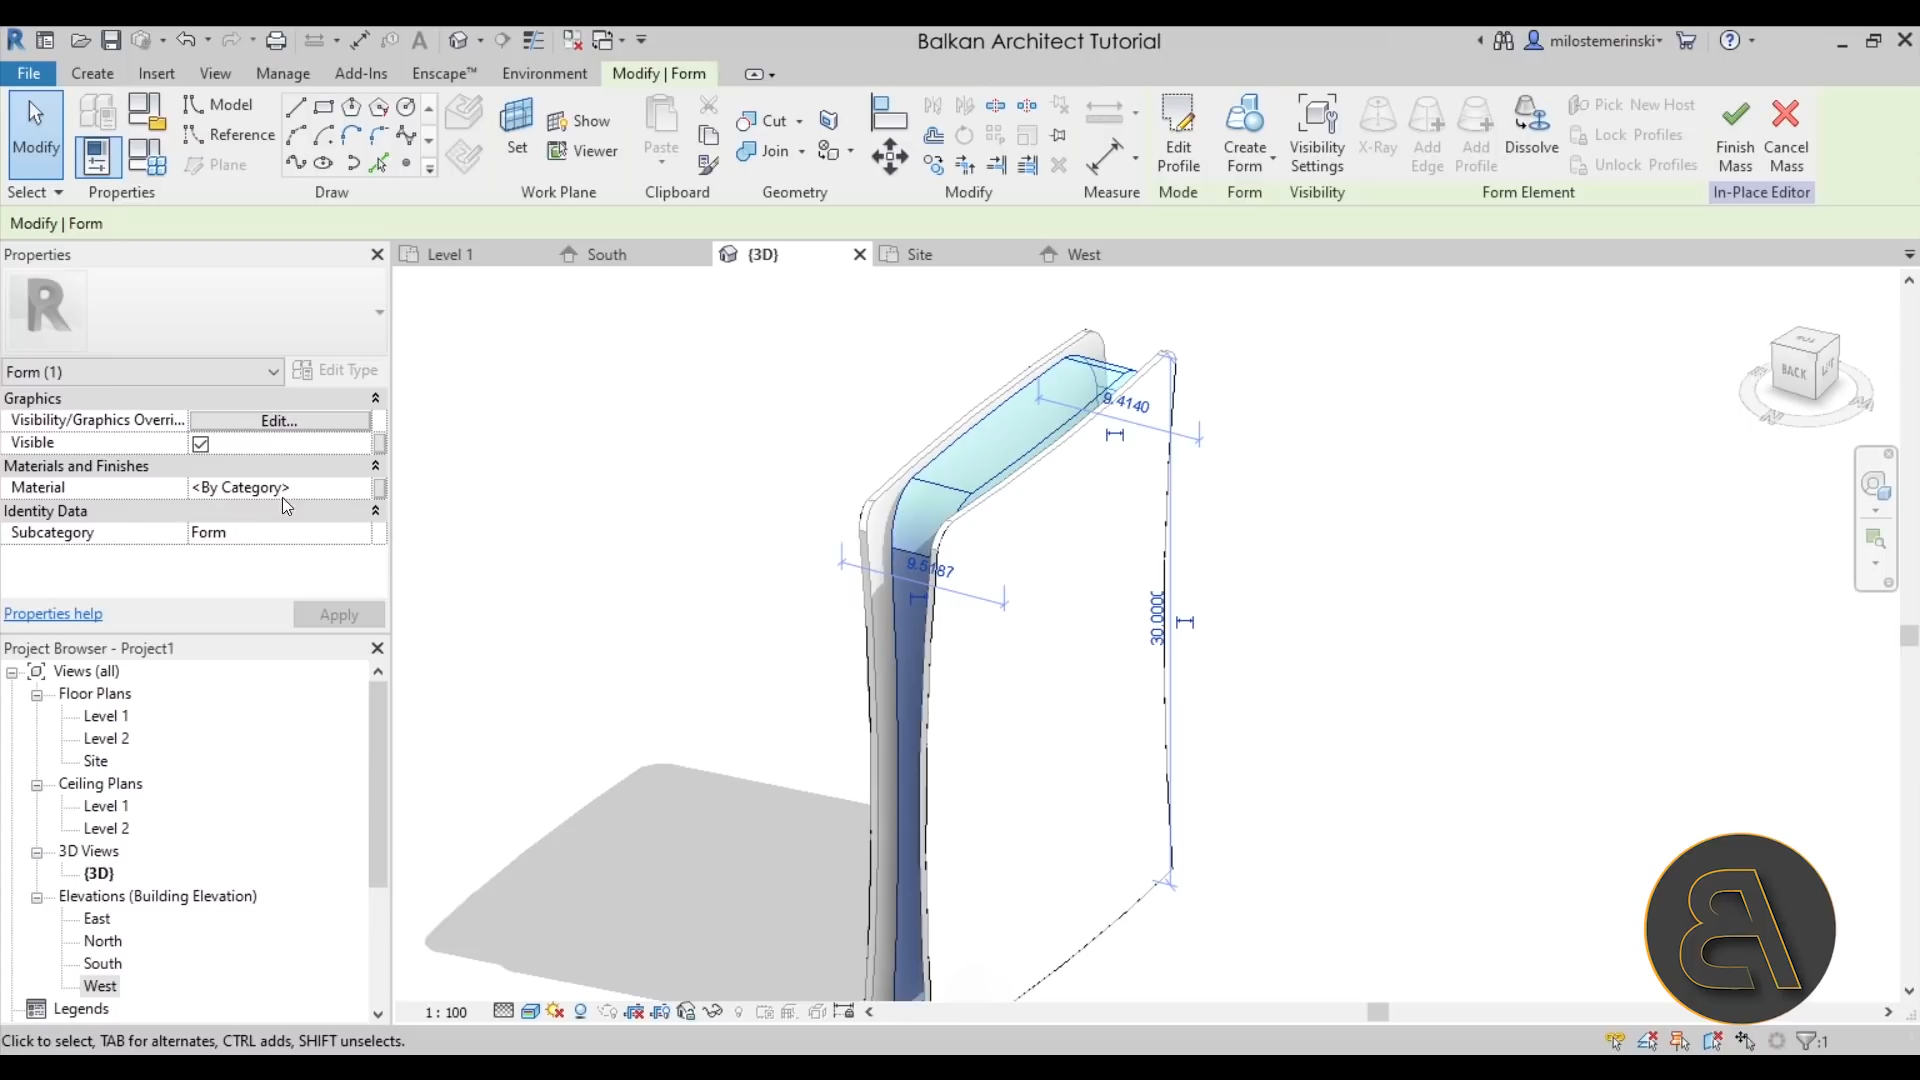 Balkan Architect Tutorial
milostemerinski
File
Create
Insert
View
Manage
Add-Ins
Enscape™
Environment
Modify | Form
Modify
Model
Reference
Plane
Set
Show
Viewer
Paste
Cut
Join
Edit Profile
Create Form
Visibility Settings
X-Ray
Add Edge
Add Profile
Dissolve
Pick New Host
Lock Profiles
Unlock Profiles
Finish Mass
Cancel Mass
Select
Properties
Draw
Work Plane
Clipboard
Geometry
Modify
Measure
Mode
Form
Visibility
Form Element
In-Place Editor
Modify | Form
Properties
Level 1
South
{3D}
Site
West
R
Form (1)
Edit Type
Graphics
Visibility/Graphics Overri...
Edit...
Visible
Materials and Finishes
Material
<By Category>
Identity Data
Subcategory
Form
Properties help
Apply
Project Browser - Project1
Views (all)
Floor Plans
Level 1
Level 2
Site
Ceiling Plans
Level 1
Level 2
3D Views
{3D}
Elevations (Building Elevation)
East
North
South
West
Legends
9.4140
9.5187
30.0000
BACK
1 : 100
Click to select, TAB for alternates, CTRL adds, SHIFT unselects.
:1